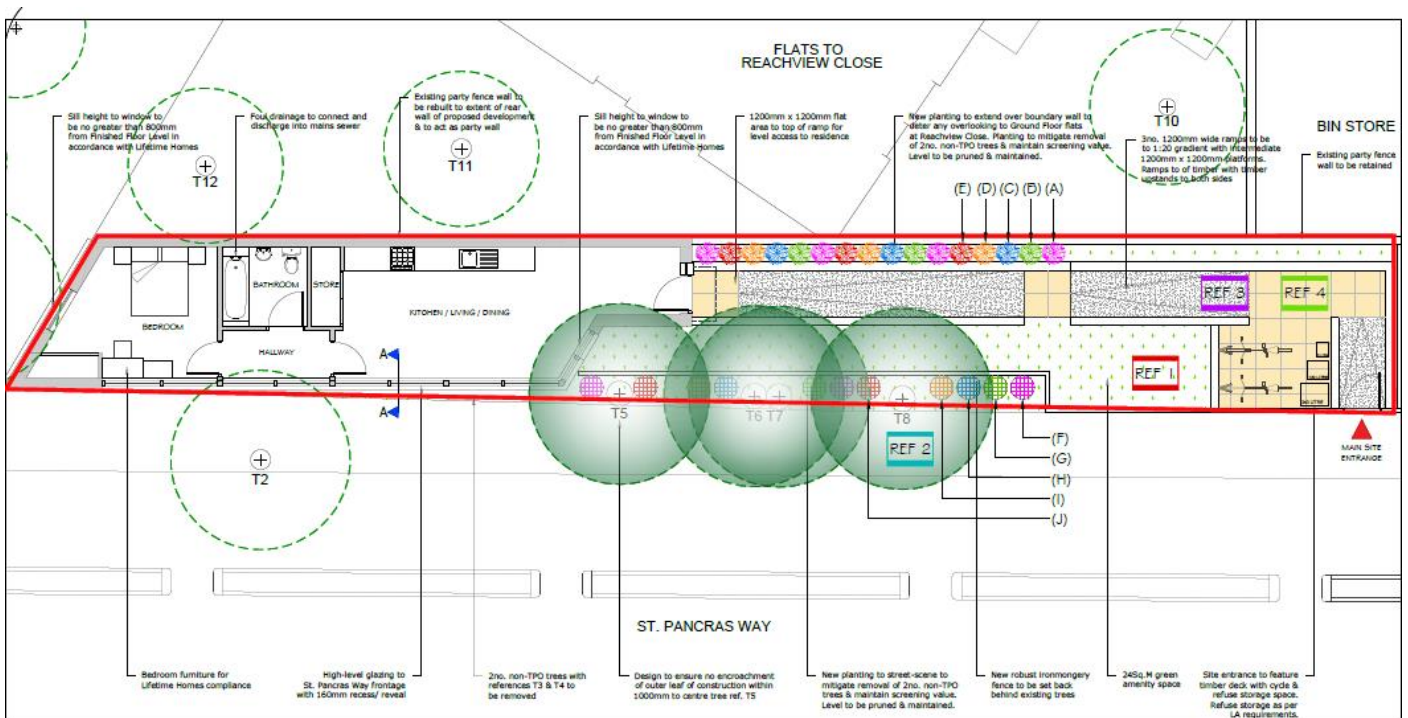 FLATS TO
REACHVIEW CLOSE
Sill height to window to
be no greater than 800mm
from Finished Floor Level in
accordance with Lifetime Homes
Foul drainage to connect and
discharge into mains sewer
Existing party fence wall to
be rebuilt to extent of rear
wall of proposed development
& to act as party wall
Sill height to window to
be no greater than 800mm
from Finished Floor Level in
accordance with Lifetime Homes
1200mm x 1200mm flat
area to top of ramp for
level access to residence
New planting to extend over boundary wall to
deter any overlooking to Ground Floor flats
at Reachview Close. Planting to mitigate removal
of 2no. non-TPO trees & maintain screening value.
Level to be pruned & maintained.
3no. 1200mm wide ramps to be
to 1:20 gradient with intermediate
1200mm x 1200mm platforms.
Ramps to of timber with timber
upstands to both sides
BIN STORE
Existing party fence
wall to be retained
T12
T11
T10
(E) (D) (C) (B) (A)
BEDROOM
BATHROOM
STORE
KITCHEN / LIVING / DINING
HALLWAY
A
A
REF 3
REF 4
REF 1
REF 2
T5
T6 T7
T8
T2
(F)
(G)
(H)
(I)
(J)
MAIN SITE
ENTRANCE
ST. PANCRAS WAY
Bedroom furniture for
Lifetime Homes compliance
High-level glazing to
St. Pancras Way frontage
with 160mm recess/ reveal
2no. non-TPO trees with
references T3 & T4 to
be removed
Design to ensure no encroachment
of outer leaf of construction within
1000mm to centre tree ref. T5
New planting to street-scene to
mitigate removal of 2no. non-TPO
trees & maintain screening value.
Level to be pruned & maintained.
New robust ironmongery
fence to be set back
behind existing trees
24Sq.M green
amenity space
Site entrance to feature
timber deck with cycle &
refuse storage space.
Refuse storage as per
LA requirements.